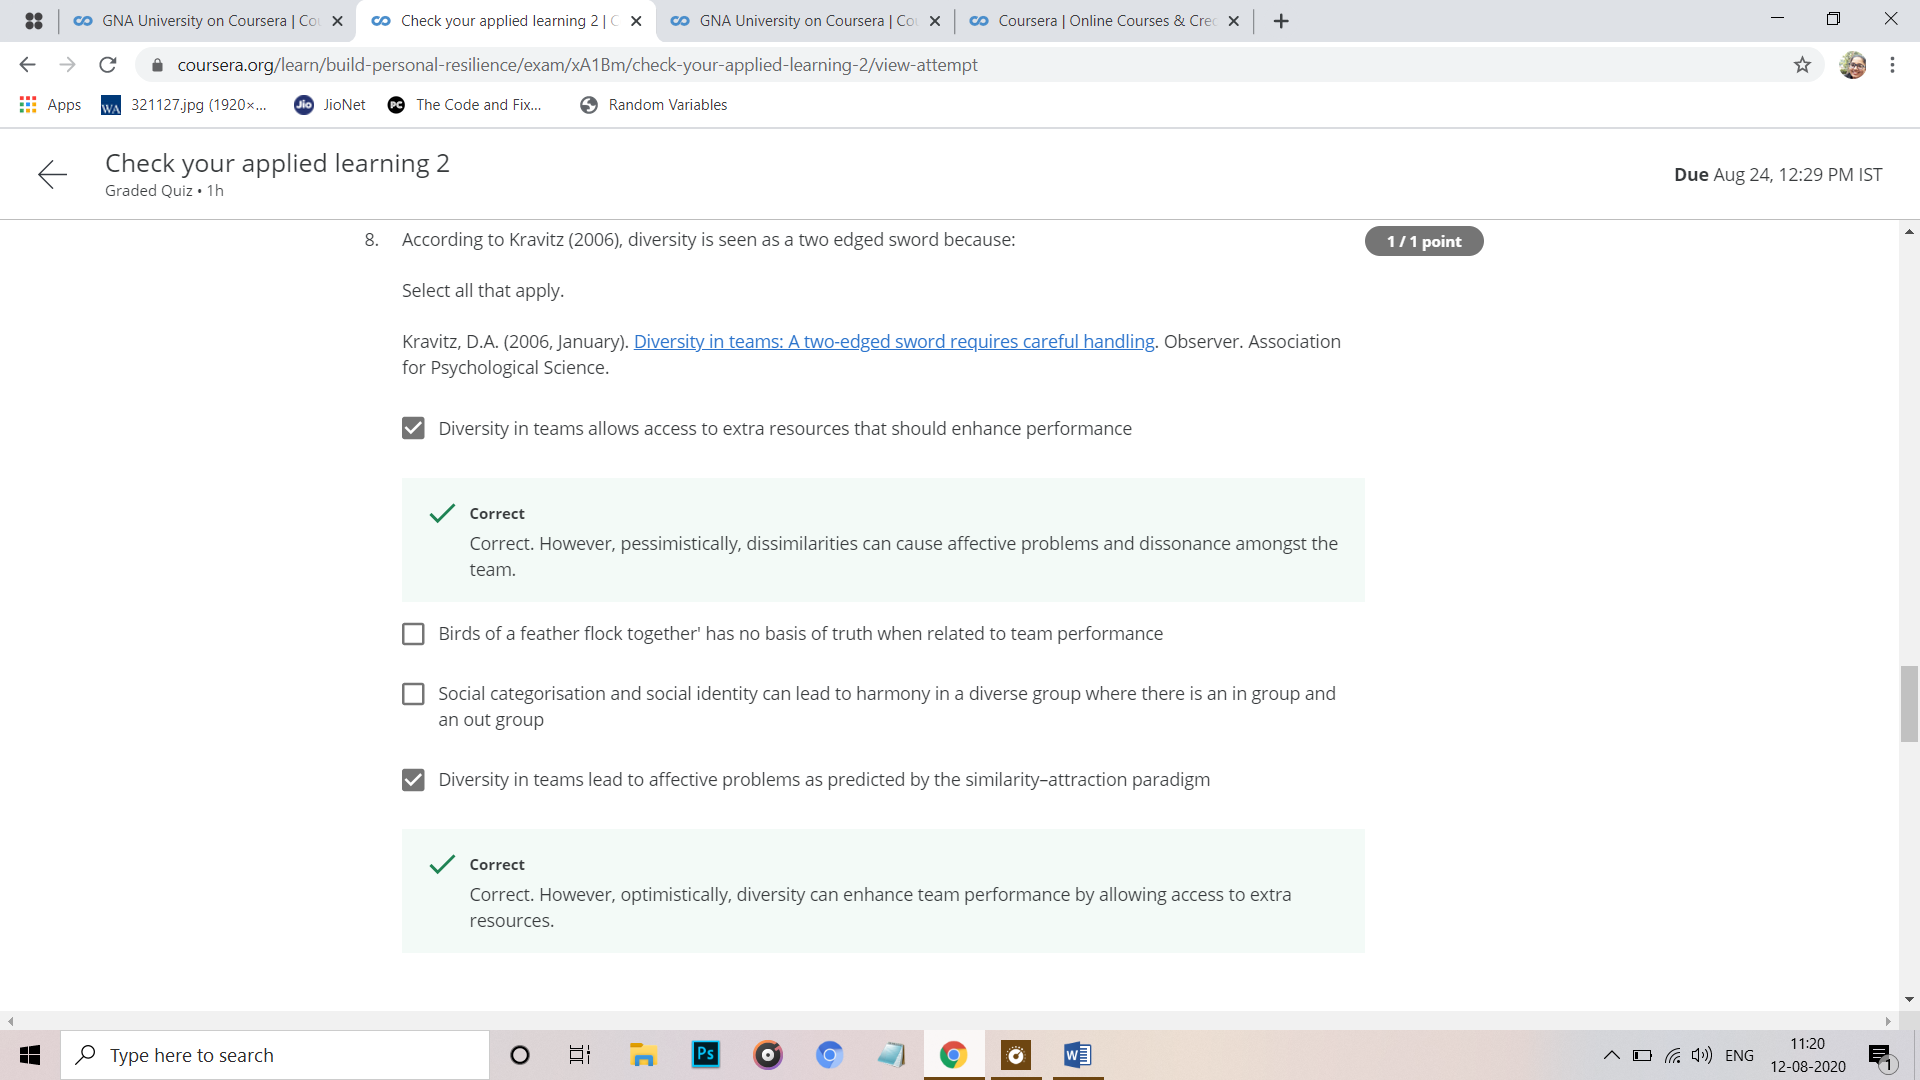 GNA University on Coursera | Cou
Check your applied learning 2 | C
GNA University on Coursera | Cou
Coursera | Online Courses & Cred
coursera.org/learn/build-personal-resilience/exam/xA1Bm/check-your-applied-learning-2/view-attempt
Apps
WA
321127.jpg (1920×...
Jio
JioNet
PC
The Code and Fix...
Random Variables
Check your applied learning 2
Graded Quiz • 1h
Due Aug 24, 12:29 PM IST
8. According to Kravitz (2006), diversity is seen as a two edged sword because:
1 / 1 point
Select all that apply.
Kravitz, D.A. (2006, January). Diversity in teams: A two-edged sword requires careful handling. Observer. Association
for Psychological Science.
Diversity in teams allows access to extra resources that should enhance performance
Correct
Correct. However, pessimistically, dissimilarities can cause affective problems and dissonance amongst the
team.
Birds of a feather flock together' has no basis of truth when related to team performance
Social categorisation and social identity can lead to harmony in a diverse group where there is an in group and
an out group
Diversity in teams lead to affective problems as predicted by the similarity–attraction paradigm
Correct
Correct. However, optimistically, diversity can enhance team performance by allowing access to extra
resources.
Type here to search
Ps
W
ENG
11:20
12-08-2020
1